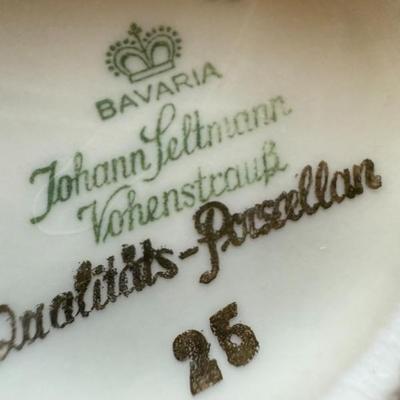 BAVARIA
Johann Seltmann
Vohenstrauß
Qualitäts-Porzellan
25